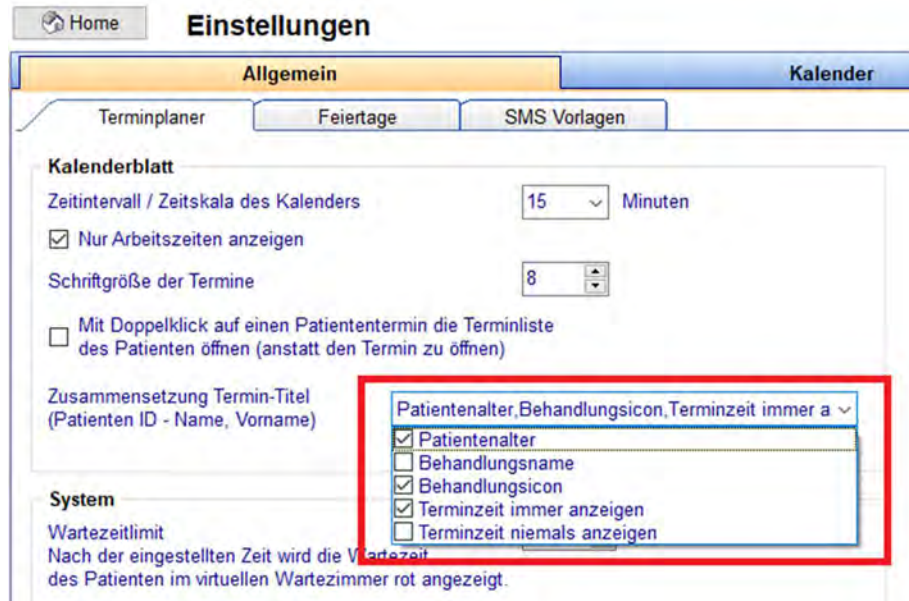 Home
Einstellungen
Allgemein
Kalender
Terminplaner
Feiertage
SMS Vorlagen
Kalenderblatt
Zeitintervall / Zeitskala des Kalenders
15
Minuten
Nur Arbeitszeiten anzeigen
Schriftgröße der Termine
8
Mit Doppelklick auf einen Patiententermin die Terminliste
des Patienten öffnen (anstatt den Termin zu öffnen)
Zusammensetzung Termin-Titel
(Patienten ID - Name, Vorname)
Patientenalter,Behandlungsicon,Terminzeit immer a
Patientenalter
Behandlungsname
Behandlungsicon
Terminzeit immer anzeigen
Terminzeit niemals anzeigen
System
Wartezeitlimit
Nach der eingestellten Zeit wird die Wartezeit
des Patienten im virtuellen Wartezimmer rot angezeigt.